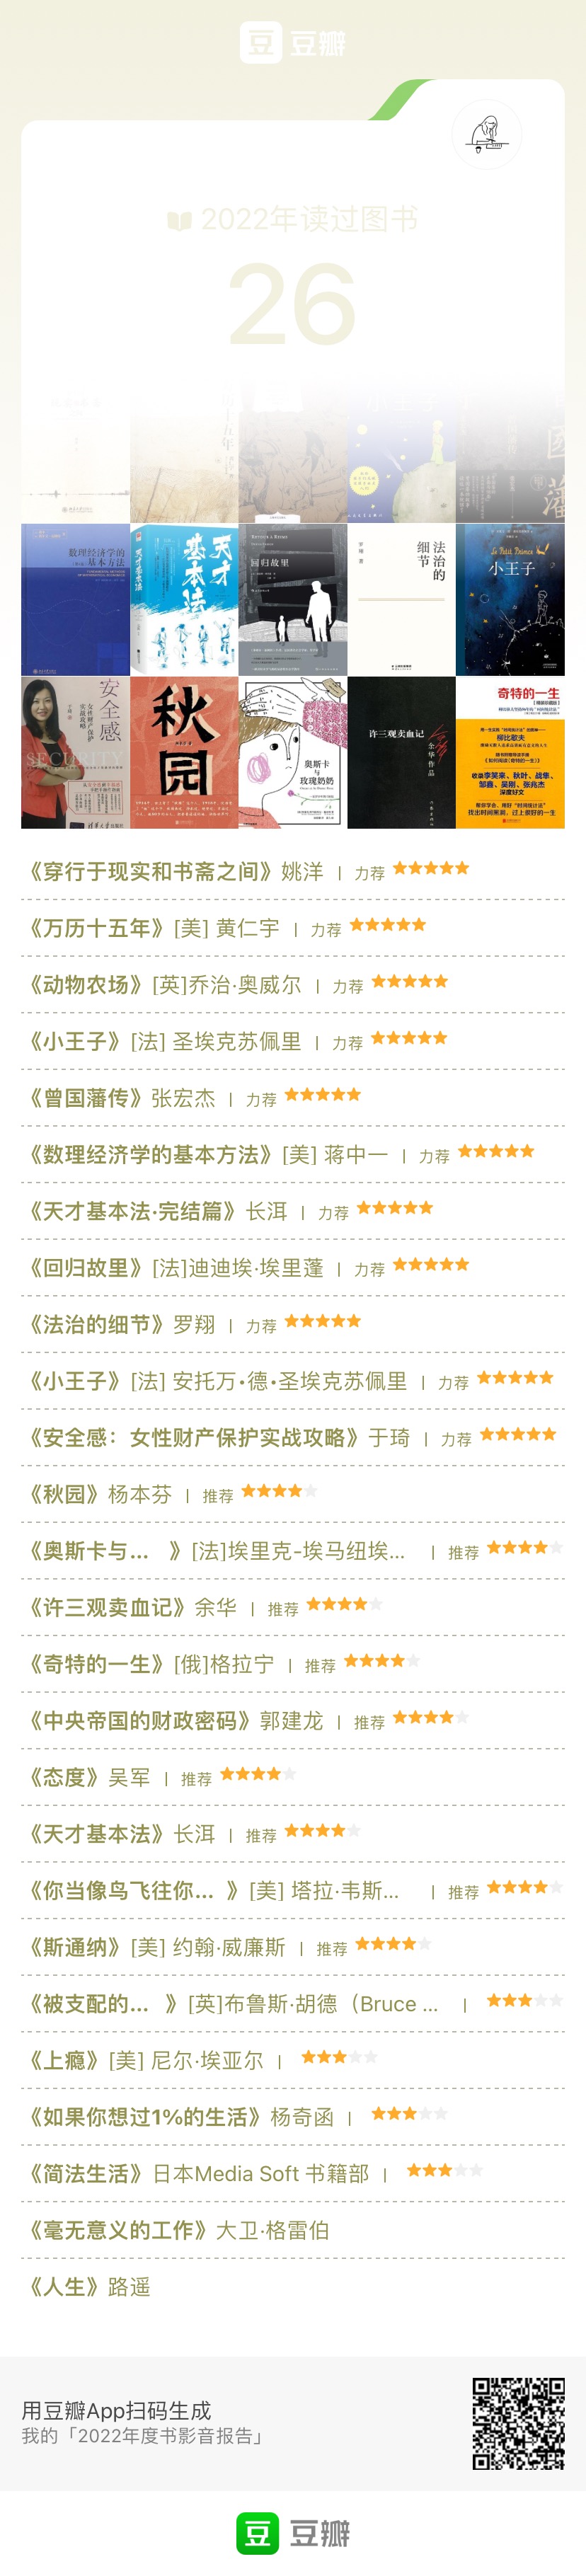 豆 豆瓣
2022年读过图书
26
小王子
数理经济学的
基本方法
天才
基本法
回归故里
法治的
细节
罗翔 著
Le Petit Prince
小王子
安全感
女性财产保护
实战攻略
秋园
奥斯卡
与
玫瑰奶奶
许三观卖血记
余华作品
奇特的一生
柳比歇夫
《穿行于现实和书斋之间》姚洋 | 力荐
《万历十五年》[美] 黄仁宇 | 力荐
《动物农场》[英]乔治·奥威尔 | 力荐
《小王子》[法] 圣埃克苏佩里 | 力荐
《曾国藩传》张宏杰 | 力荐
《数理经济学的基本方法》[美] 蒋中一 | 力荐
《天才基本法·完结篇》长洱 | 力荐
《回归故里》[法]迪迪埃·埃里蓬 | 力荐
《法治的细节》罗翔 | 力荐
《小王子》[法] 安托万•德•圣埃克苏佩里 | 力荐
《安全感：女性财产保护实战攻略》于琦 | 力荐
《秋园》杨本芬 | 推荐
《奥斯卡与... 》[法]埃里克-埃马纽埃... | 推荐
《许三观卖血记》余华 | 推荐
《奇特的一生》[俄]格拉宁 | 推荐
《中央帝国的财政密码》郭建龙 | 推荐
《态度》吴军 | 推荐
《天才基本法》长洱 | 推荐
《你当像鸟飞往你... 》[美] 塔拉·韦斯... | 推荐
《斯通纳》[美] 约翰·威廉斯 | 推荐
《被支配的... 》[英]布鲁斯·胡德（Bruce ... |
《上瘾》[美] 尼尔·埃亚尔 |
《如果你想过1%的生活》杨奇函 |
《简法生活》日本Media Soft 书籍部 |
《毫无意义的工作》大卫·格雷伯
《人生》路遥
用豆瓣App扫码生成
我的「2022年度书影音报告」
豆 豆瓣